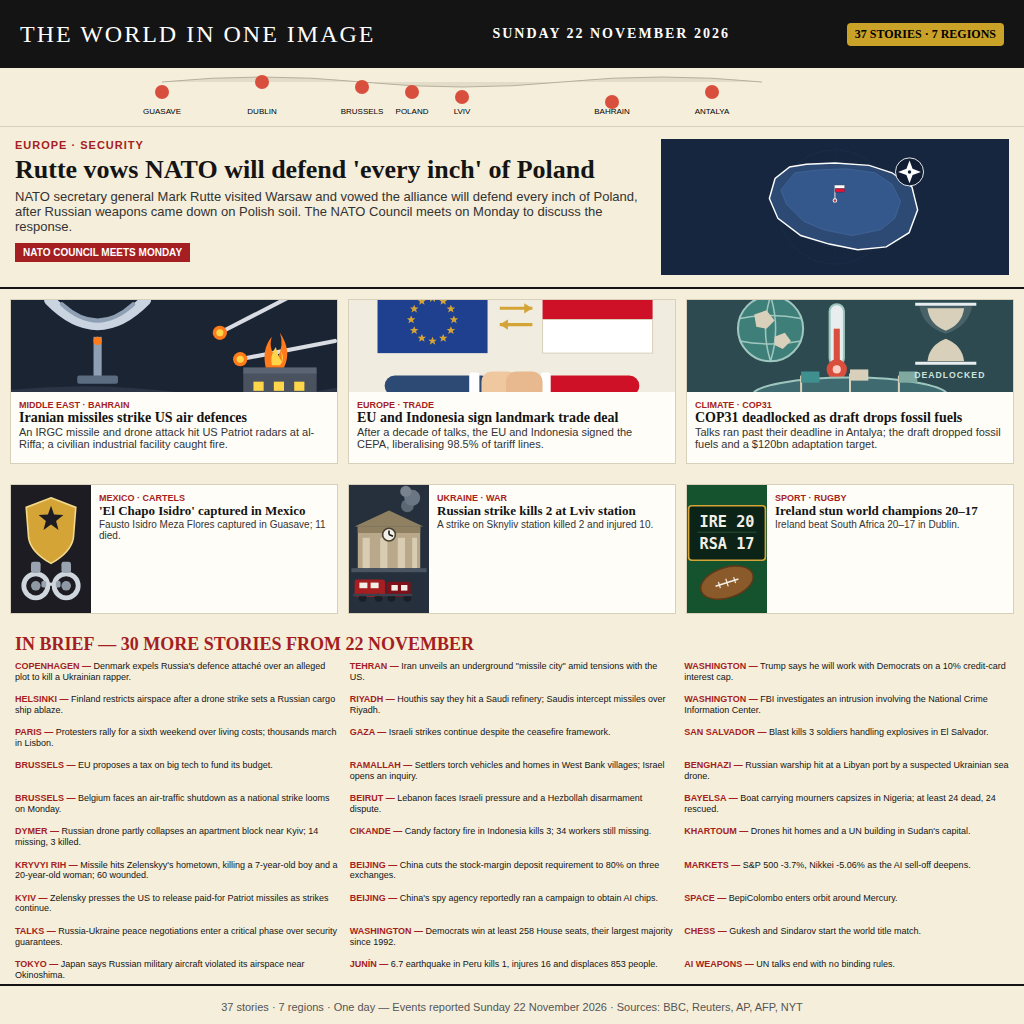 THE WORLD IN ONE IMAGE
SUNDAY 22 NOVEMBER 2026
37 STORIES · 7 REGIONS
GUASAVE
DUBLIN
BRUSSELS
POLAND
LVIV
BAHRAIN
ANTALYA
EUROPE · SECURITY
Rutte vows NATO will defend 'every inch' of Poland
NATO secretary general Mark Rutte visited Warsaw and vowed the alliance will defend every inch of Poland,
after Russian weapons came down on Polish soil. The NATO Council meets on Monday to discuss the
response.
NATO COUNCIL MEETS MONDAY
DEADLOCKED
MIDDLE EAST · BAHRAIN
Iranian missiles strike US air defences
An IRGC missile and drone attack hit US Patriot radars at al-
Riffa; a civilian industrial facility caught fire.
EUROPE · TRADE
EU and Indonesia sign landmark trade deal
After a decade of talks, the EU and Indonesia signed the
CEPA, liberalising 98.5% of tariff lines.
CLIMATE · COP31
COP31 deadlocked as draft drops fossil fuels
Talks ran past their deadline in Antalya; the draft dropped fossil
fuels and a $120bn adaptation target.
MEXICO · CARTELS
'El Chapo Isidro' captured in Mexico
Fausto Isidro Meza Flores captured in Guasave; 11
died.
UKRAINE · WAR
Russian strike kills 2 at Lviv station
A strike on Sknyliv station killed 2 and injured 10.
IRE 20
RSA 17
SPORT · RUGBY
Ireland stun world champions 20–17
Ireland beat South Africa 20–17 in Dublin.
IN BRIEF — 30 MORE STORIES FROM 22 NOVEMBER
COPENHAGEN — Denmark expels Russia's defence attaché over an alleged
plot to kill a Ukrainian rapper.
HELSINKI — Finland restricts airspace after a drone strike sets a Russian cargo
ship ablaze.
PARIS — Protesters rally for a sixth weekend over living costs; thousands march
in Lisbon.
BRUSSELS — EU proposes a tax on big tech to fund its budget.
BRUSSELS — Belgium faces an air-traffic shutdown as a national strike looms
on Monday.
DYMER — Russian drone partly collapses an apartment block near Kyiv; 14
missing, 3 killed.
KRYVYI RIH — Missile hits Zelenskyy's hometown, killing a 7-year-old boy and a
20-year-old woman; 60 wounded.
KYIV — Zelensky presses the US to release paid-for Patriot missiles as strikes
continue.
TALKS — Russia-Ukraine peace negotiations enter a critical phase over security
guarantees.
TOKYO — Japan says Russian military aircraft violated its airspace near
Okinoshima.
TEHRAN — Iran unveils an underground "missile city" amid tensions with the
US.
RIYADH — Houthis say they hit a Saudi refinery; Saudis intercept missiles over
Riyadh.
GAZA — Israeli strikes continue despite the ceasefire framework.
RAMALLAH — Settlers torch vehicles and homes in West Bank villages; Israel
opens an inquiry.
BEIRUT — Lebanon faces Israeli pressure and a Hezbollah disarmament
dispute.
CIKANDE — Candy factory fire in Indonesia kills 3; 34 workers still missing.
BEIJING — China cuts the stock-margin deposit requirement to 80% on three
exchanges.
BEIJING — China's spy agency reportedly ran a campaign to obtain AI chips.
WASHINGTON — Democrats win at least 258 House seats, their largest majority
since 1992.
JUNÍN — 6.7 earthquake in Peru kills 1, injures 16 and displaces 853 people.
WASHINGTON — Trump says he will work with Democrats on a 10% credit-card
interest cap.
WASHINGTON — FBI investigates an intrusion involving the National Crime
Information Center.
SAN SALVADOR — Blast kills 3 soldiers handling explosives in El Salvador.
BENGHAZI — Russian warship hit at a Libyan port by a suspected Ukrainian sea
drone.
BAYELSA — Boat carrying mourners capsizes in Nigeria; at least 24 dead, 24
rescued.
KHARTOUM — Drones hit homes and a UN building in Sudan's capital.
MARKETS — S&P 500 -3.7%, Nikkei -5.06% as the AI sell-off deepens.
SPACE — BepiColombo enters orbit around Mercury.
CHESS — Gukesh and Sindarov start the world title match.
AI WEAPONS — UN talks end with no binding rules.
37 stories · 7 regions · One day — Events reported Sunday 22 November 2026 · Sources: BBC, Reuters, AP, AFP, NYT